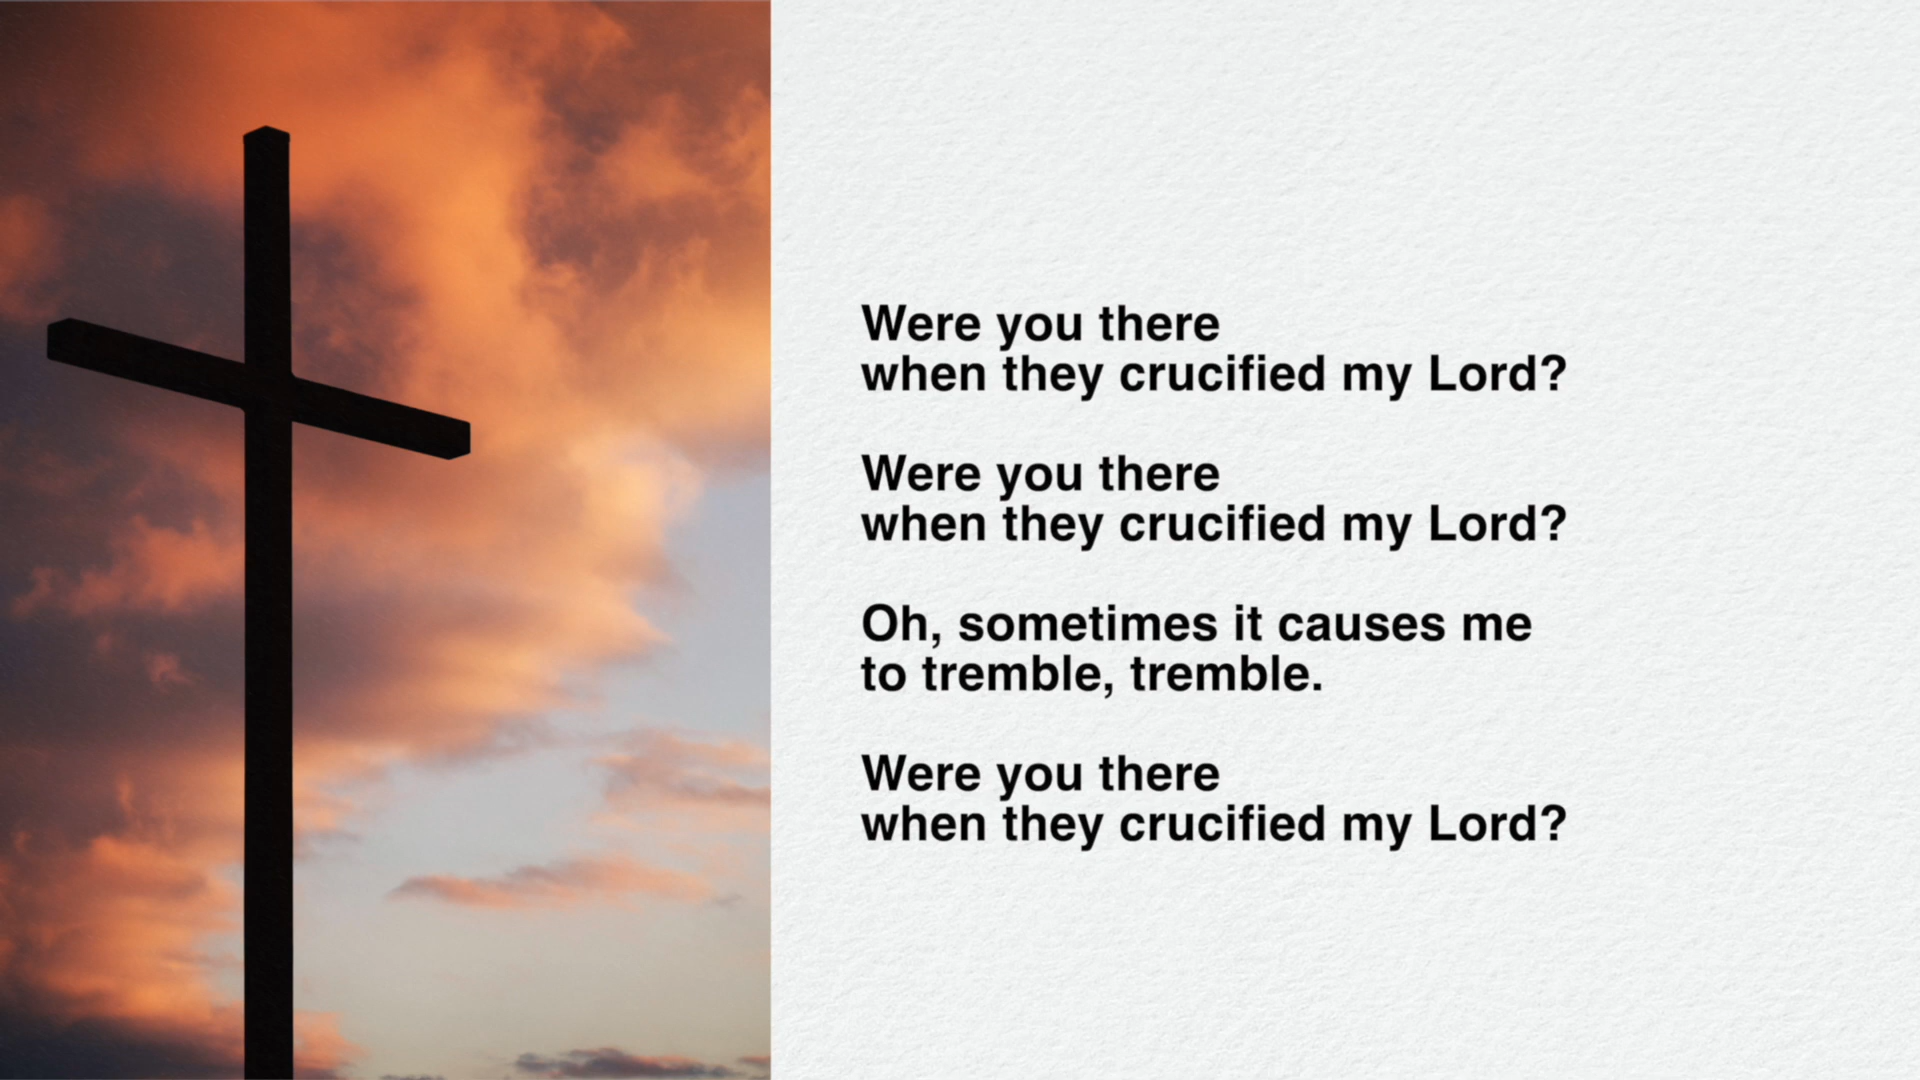 Were you there
when they crucified my Lord?
Were you there
when they crucified my Lord?
Oh, sometimes it causes me
to tremble, tremble.
Were you there
when they crucified my Lord?